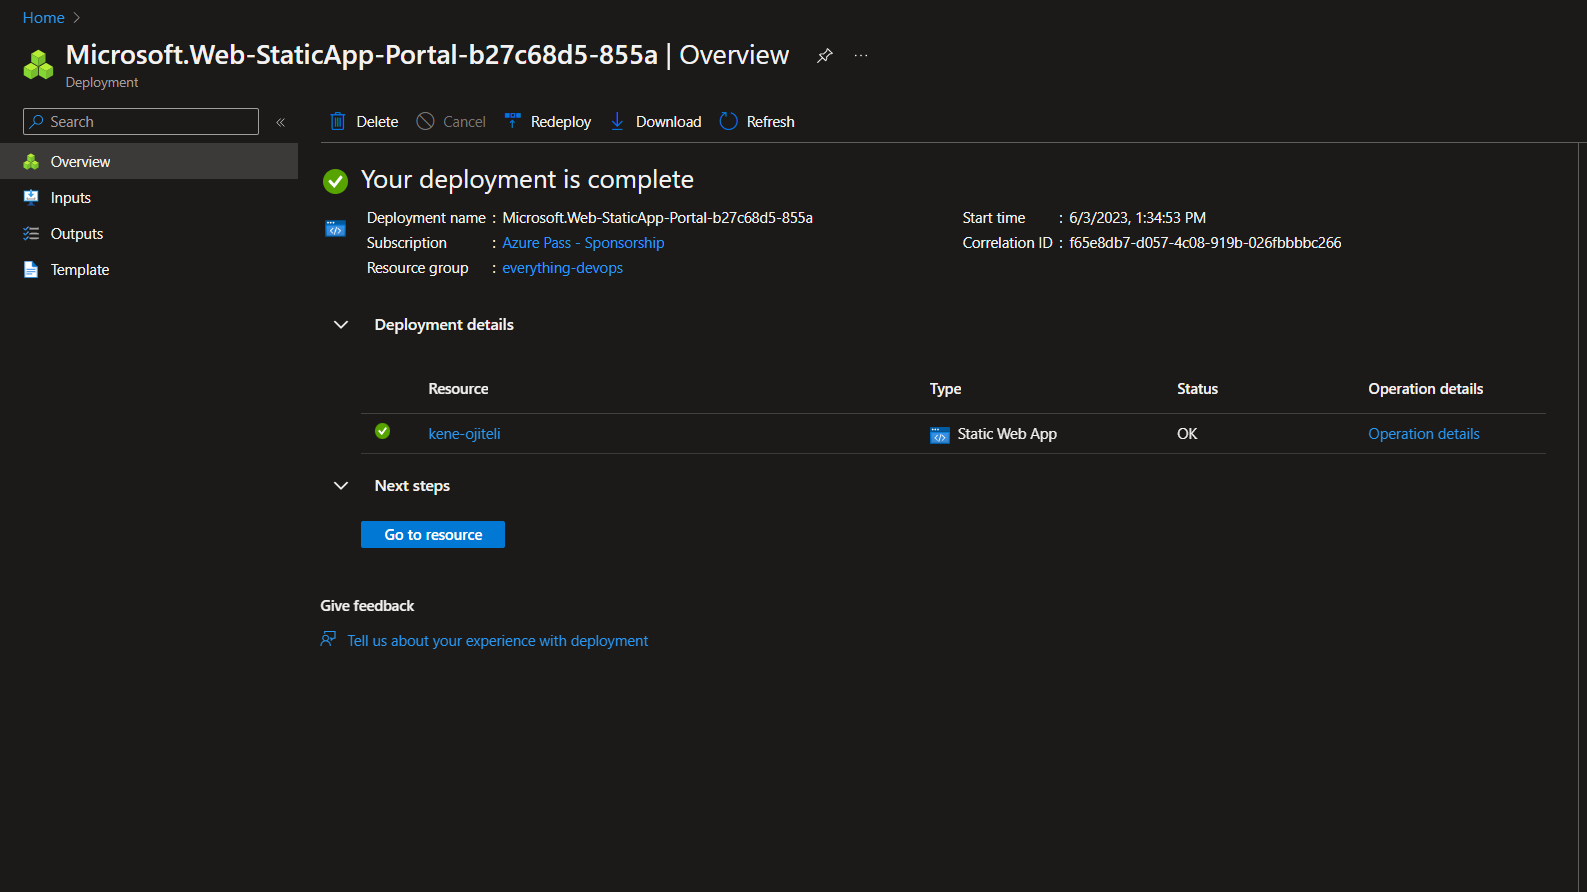 Home
Microsoft.Web-StaticApp-Portal-b27c68d5-855a | Overview
Deployment
Search
Delete
Cancel
Redeploy
Download
Refresh
Overview
Inputs
Outputs
Template
Your deployment is complete
Deployment name : Microsoft.Web-StaticApp-Portal-b27c68d5-855a
Subscription : Azure Pass - Sponsorship
Resource group : everything-devops
Start time : 6/3/2023, 1:34:53 PM
Correlation ID : f65e8db7-d057-4c08-919b-026fbbbbc266
Deployment details
Resource Type Status Operation details
kene-ojiteli Static Web App OK Operation details
Next steps
Go to resource
Give feedback
Tell us about your experience with deployment